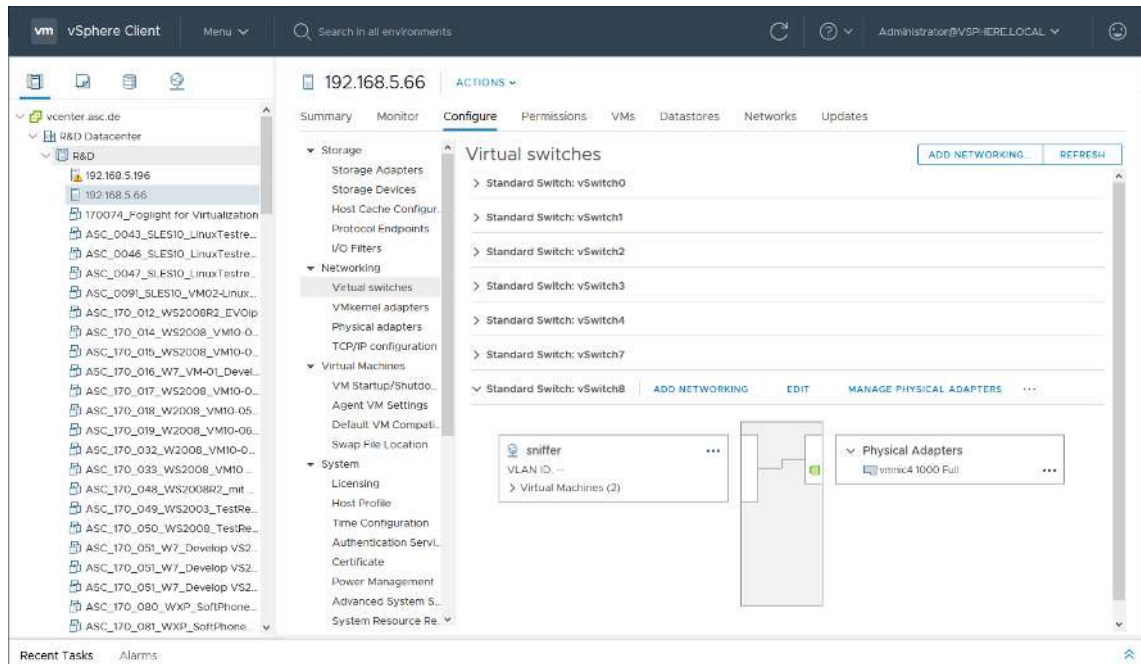 vm vSphere Client Menu Search in all environments Administrator@VSPHERE.LOCAL
192.168.5.66 ACTIONS
vcenter.asc.de
R&D Datacenter
R&D
192.168.5.196
192.168.5.66
170074_Foglight for Virtualization
ASC_0043_SLES10_LinuxTestre...
ASC_0046_SLES10_LinuxTestre...
ASC_0047_SLES10_LinuxTestre...
ASC_0091_SLES10_VM02-Linux...
ASC_170_012_WS2008R2_EVOip
ASC_170_014_WS2008_VM10-0...
ASC_170_015_WS2008_VM10-0...
ASC_170_016_W7_VM-01_Devel...
ASC_170_017_WS2008_VM10-0...
ASC_170_018_W2008_VM10-05...
ASC_170_019_W2008_VM10-06...
ASC_170_032_W2008_VM10-0...
ASC_170_033_WS2008_VM10 ...
ASC_170_048_WS2008R2_mit ...
ASC_170_049_WS2003_TestRe...
ASC_170_050_WS2008_TestRe...
ASC_170_051_W7_Develop VS2...
ASC_170_051_W7_Develop VS2...
ASC_170_051_W7_Develop VS2...
ASC_170_080_WXP_SoftPhone...
ASC_170_081_WXP_SoftPhone...
Summary Monitor Configure Permissions VMs Datastores Networks Updates
Storage
Storage Adapters
Storage Devices
Host Cache Configur...
Protocol Endpoints
I/O Filters
Networking
Virtual switches
VMkernel adapters
Physical adapters
TCP/IP configuration
Virtual Machines
VM Startup/Shutdo...
Agent VM Settings
Default VM Compati...
Swap File Location
System
Licensing
Host Profile
Time Configuration
Authentication Servi...
Certificate
Power Management
Advanced System S...
System Resource Re...
Virtual switches
ADD NETWORKING... REFRESH
Standard Switch: vSwitch0
Standard Switch: vSwitch1
Standard Switch: vSwitch2
Standard Switch: vSwitch3
Standard Switch: vSwitch4
Standard Switch: vSwitch7
Standard Switch: vSwitch8 ADD NETWORKING EDIT MANAGE PHYSICAL ADAPTERS ...
sniffer ...
VLAN ID: --
Virtual Machines (2)
Physical Adapters
vmnic4 1000 Full ...
Recent Tasks Alarms